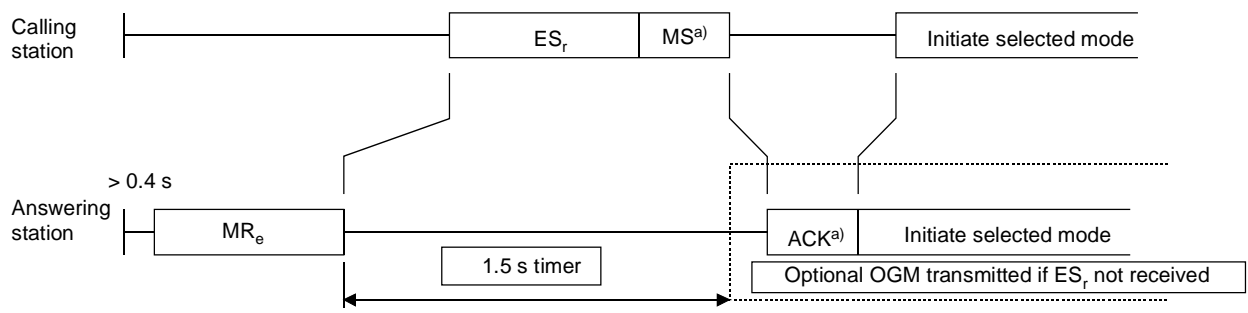 Calling
station
ESr
MSa)
Initiate selected mode
> 0.4 s
Answering
station
MRe
ACKa)
Initiate selected mode
1.5 s timer
Optional OGM transmitted if ESr not received